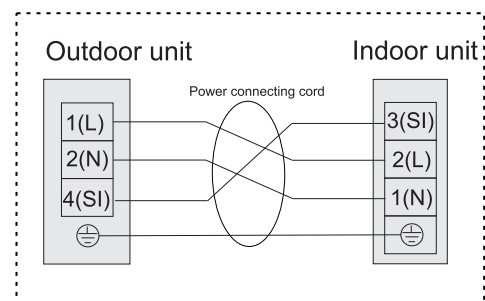 Outdoor unit
Indoor unit
Power connecting cord
1(L)
2(N)
4(SI)
3(SI)
2(L)
1(N)